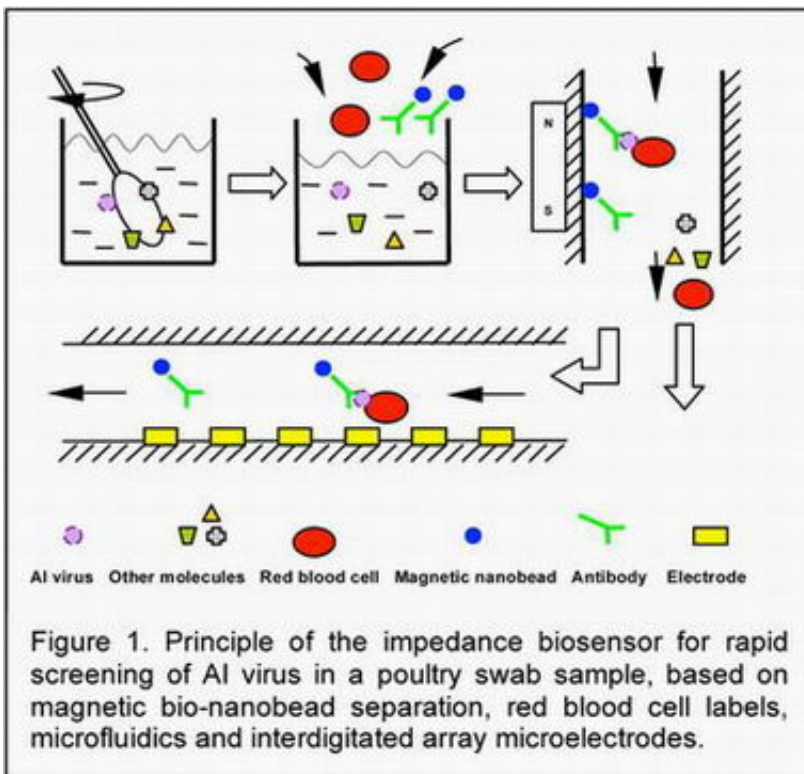 N
S
AI virus Other molecules Red blood cell Magnetic nanobead Antibody Electrode
Figure 1. Principle of the impedance biosensor for rapid
screening of AI virus in a poultry swab sample, based on
magnetic bio-nanobead separation, red blood cell labels,
microfluidics and interdigitated array microelectrodes.